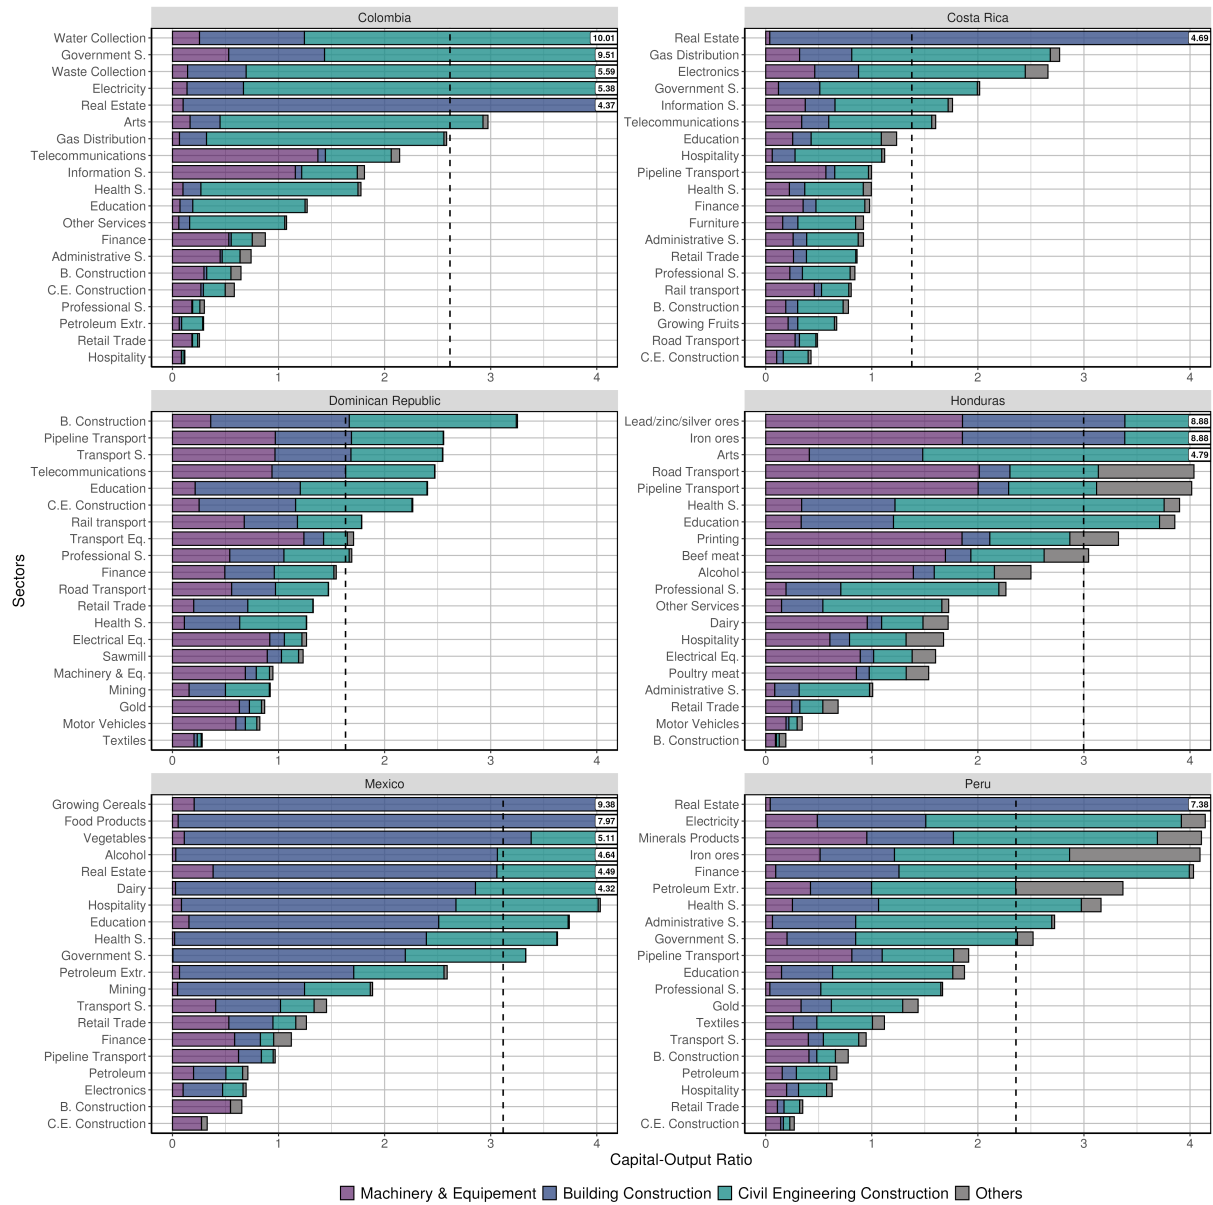 Colombia
Water Collection
Government S.
Waste Collection
Electricity
Real Estate
Arts
Gas Distribution
Telecommunications
Information S.
Health S.
Education
Other Services
Finance
Administrative S.
B. Construction
C.E. Construction
Professional S.
Petroleum Extr.
Retail Trade
Hospitality
10.01
9.51
5.59
5.38
4.37
0 1 2 3 4
Costa Rica
Real Estate
Gas Distribution
Electronics
Government S.
Information S.
Telecommunications
Education
Hospitality
Pipeline Transport
Health S.
Finance
Furniture
Administrative S.
Retail Trade
Professional S.
Rail transport
B. Construction
Growing Fruits
Road Transport
C.E. Construction
4.69
0 1 2 3 4
Dominican Republic
B. Construction
Pipeline Transport
Transport S.
Telecommunications
Education
C.E. Construction
Rail transport
Transport Eq.
Professional S.
Finance
Road Transport
Retail Trade
Health S.
Electrical Eq.
Sawmill
Machinery & Eq.
Mining
Gold
Motor Vehicles
Textiles
0 1 2 3 4
Honduras
Lead/zinc/silver ores
Iron ores
Arts
Road Transport
Pipeline Transport
Health S.
Education
Printing
Beef meat
Alcohol
Professional S.
Other Services
Dairy
Hospitality
Electrical Eq.
Poultry meat
Administrative S.
Retail Trade
Motor Vehicles
B. Construction
8.88
8.88
4.79
0 1 2 3 4
Mexico
Growing Cereals
Food Products
Vegetables
Alcohol
Real Estate
Dairy
Hospitality
Education
Health S.
Government S.
Petroleum Extr.
Mining
Transport S.
Retail Trade
Finance
Pipeline Transport
Petroleum
Electronics
B. Construction
C.E. Construction
9.38
7.97
5.11
4.64
4.49
4.32
0 1 2 3 4
Peru
Real Estate
Electricity
Minerals Products
Iron ores
Finance
Petroleum Extr.
Health S.
Administrative S.
Government S.
Pipeline Transport
Education
Professional S.
Gold
Textiles
Transport S.
B. Construction
Petroleum
Hospitality
Retail Trade
C.E. Construction
7.38
0 1 2 3 4
Sectors
Capital-Output Ratio
Machinery & Equipement Building Construction Civil Engineering Construction Others